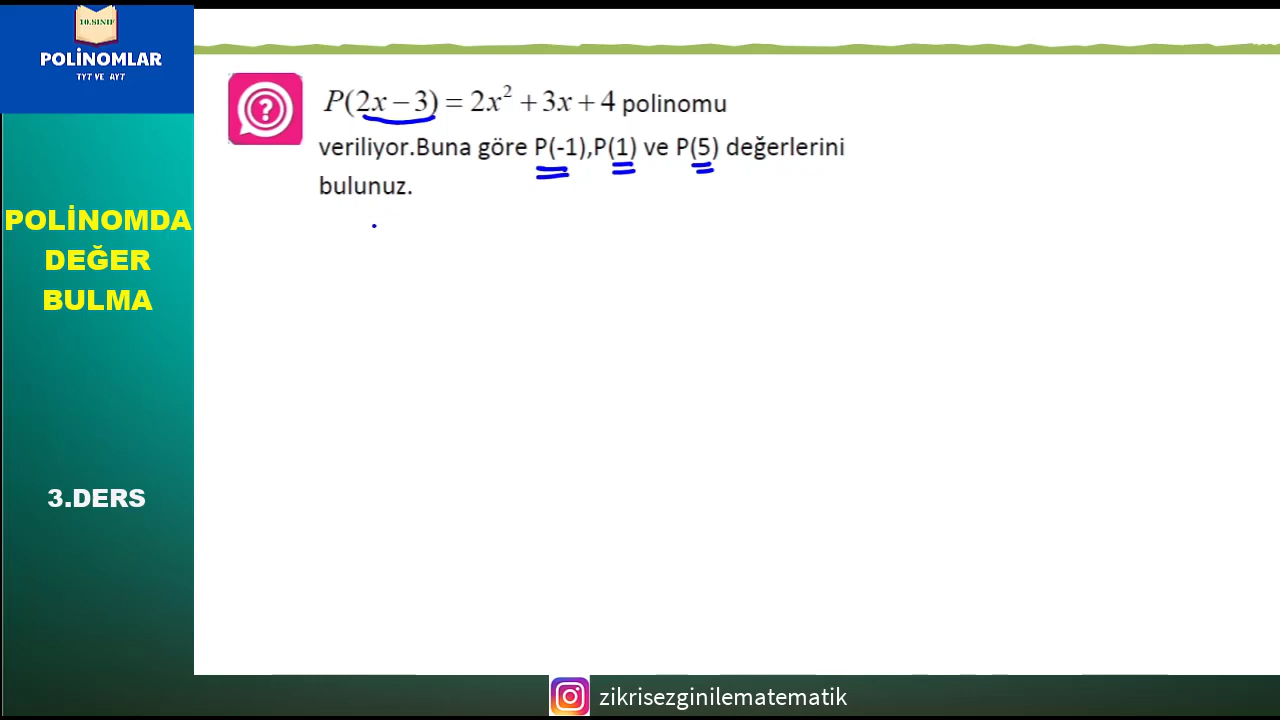 10.SINIF
POLİNOMLAR
TYT VE AYT
P(2x−3) = 2x² + 3x + 4 polinomu
veriliyor.Buna göre P(-1),P(1) ve P(5) değerlerini
bulunuz.
POLİNOMDA
DEĞER
BULMA
3.DERS
zikrisezginilematematik